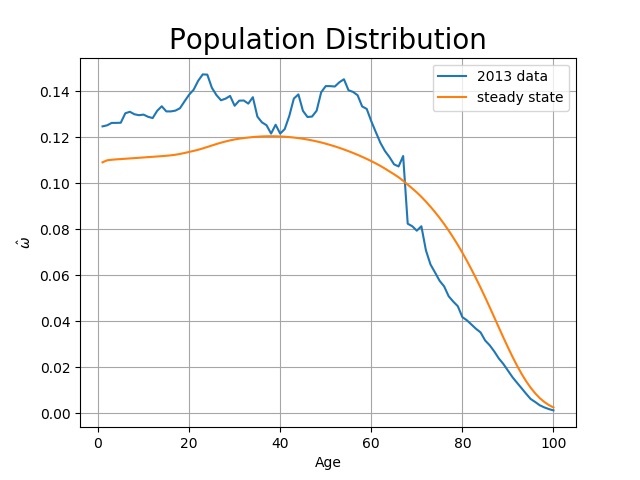 Population Distribution
2013 data
steady state
0.14
0.12
0.10
0.08
0.06
0.04
0.02
0.00
ω̂
0 20 40 60 80 100
Age